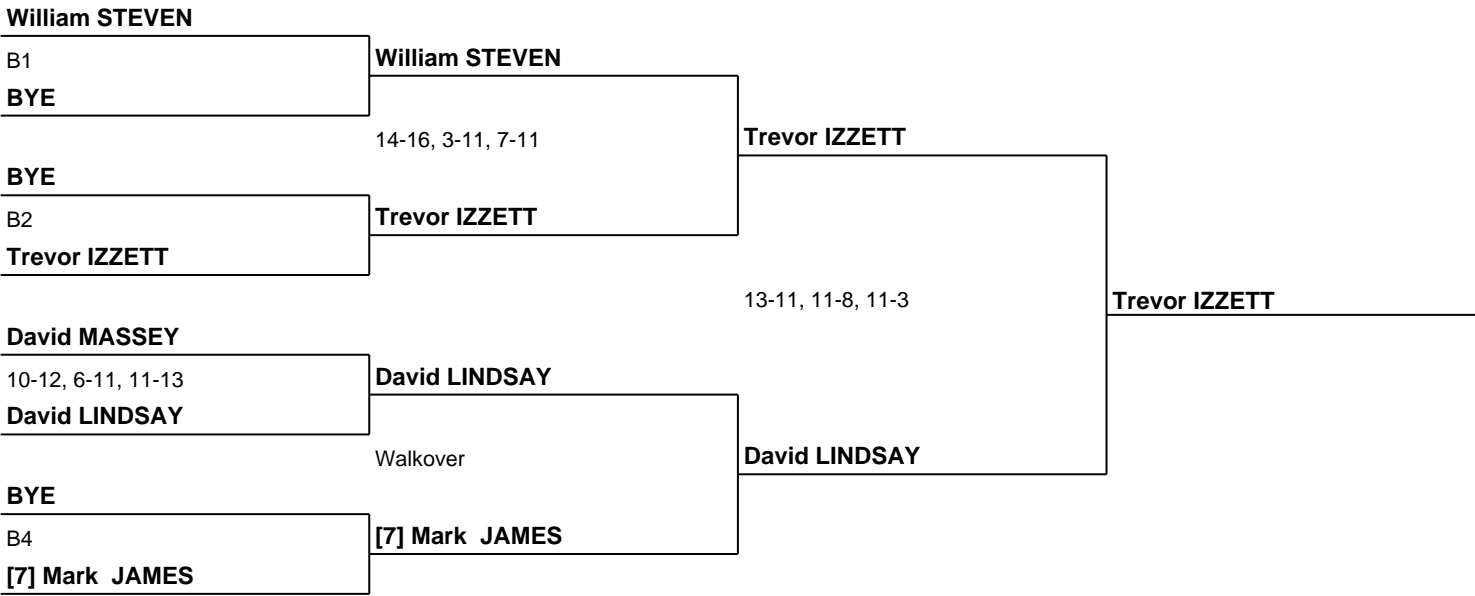 William STEVEN
B1
BYE
William STEVEN
14-16, 3-11, 7-11
Trevor IZZETT
BYE
B2
Trevor IZZETT
Trevor IZZETT
13-11, 11-8, 11-3
Trevor IZZETT
David MASSEY
10-12, 6-11, 11-13
David LINDSAY
David LINDSAY
Walkover
David LINDSAY
BYE
B4
[7] Mark  JAMES
[7] Mark  JAMES